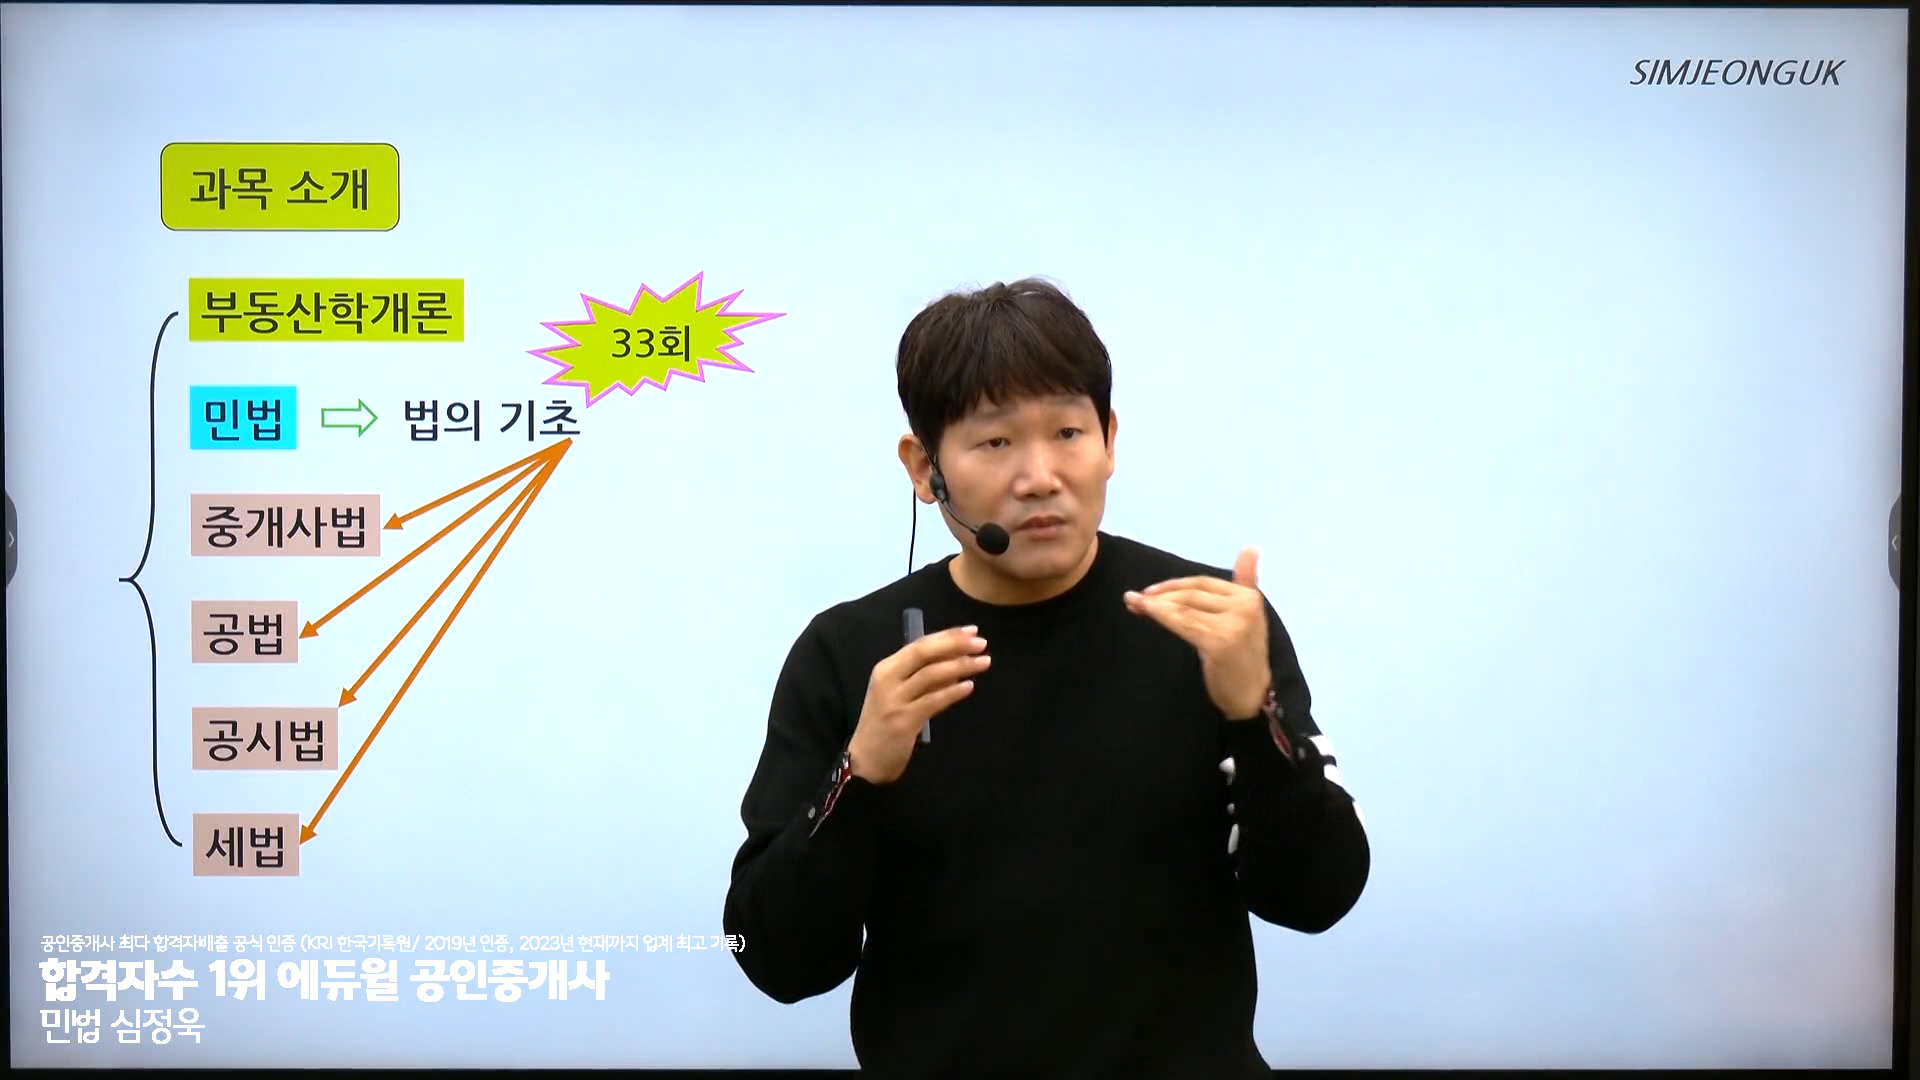 SIMJEONGUK
과목 소개
부동산학개론
33회
민법 ⇨ 법의 기초
중개사법
공법
공시법
세법
공인중개사 최다 합격자배출 공식 인증 (KRI 한국기록원/ 2019년 인증, 2023년 현재까지 업계 최고 기록)
합격자수 1위 에듀윌 공인중개사
민법 심정욱